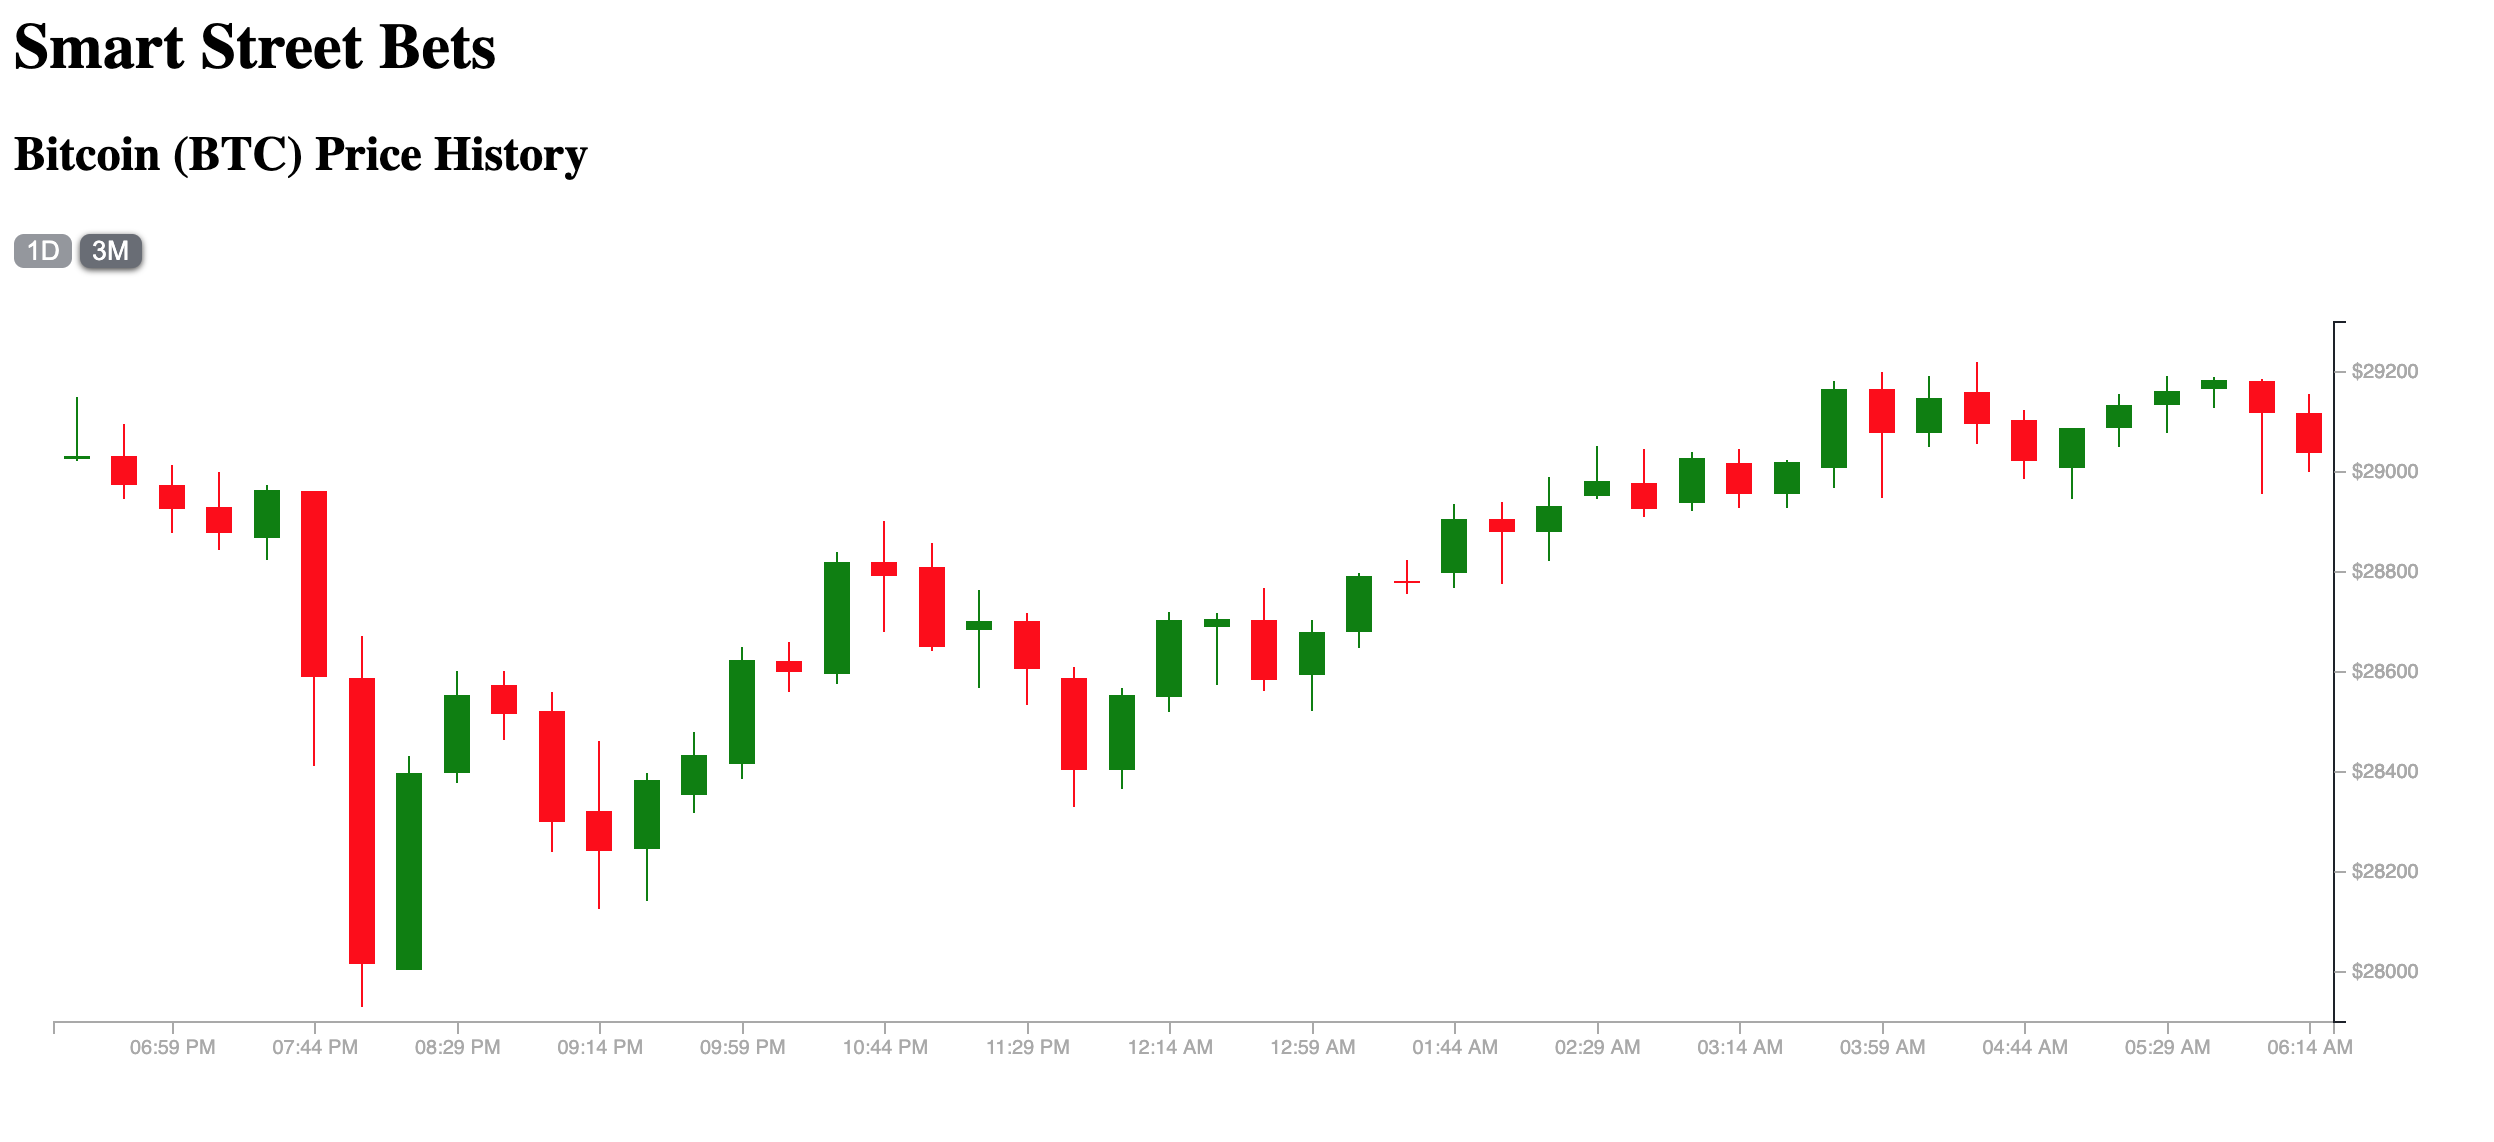 Smart Street Bets
Bitcoin (BTC) Price History
1D 3M
$29200
$29000
$28800
$28600
$28400
$28200
$28000
06:59 PM 07:44 PM 08:29 PM 09:14 PM 09:59 PM 10:44 PM 11:29 PM 12:14 AM 12:59 AM 01:44 AM 02:29 AM 03:14 AM 03:59 AM 04:44 AM 05:29 AM 06:14 AM